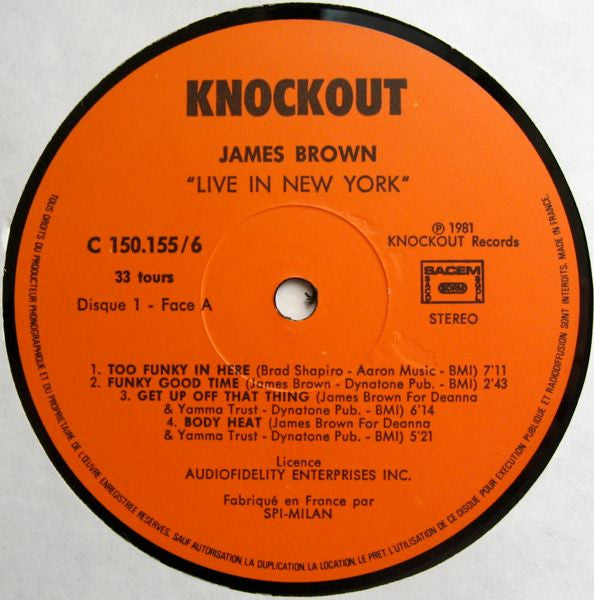 KNOCKOUT
JAMES BROWN
"LIVE IN NEW YORK"
C 150.155/6
33 tours
Disque 1 - Face A
℗ 1981
KNOCKOUT Records
SACEM
SACD
SDRM
SGDL
STEREO
1. TOO FUNKY IN HERE (Brad Shapiro - Aaron Music - BMI) 7'11
2. FUNKY GOOD TIME (James Brown - Dynatone Pub. - BMI) 2'43
3. GET UP OFF THAT THING (James Brown For Deanna
& Yamma Trust - Dynatone Pub. - BMI) 6'14
4. BODY HEAT (James Brown For Deanna
& Yamma Trust - Dynatone Pub. - BMI) 5'21
Licence
AUDIOFIDELITY ENTERPRISES INC.
Fabriqué en France par
SPI-MILAN
TOUS DROITS DU PRODUCTEUR PHONOGRAPHIQUE ET DU PROPRIETAIRE DE L'ŒUVRE ENREGISTREE RESERVES, SAUF AUTORISATION, LA DUPLICATION, LA LOCATION, LE PRET, L'UTILISATION DE CE DISQUE POUR EXECUTION PUBLIQUE ET RADIODIFFUSION SONT INTERDITS. MADE IN FRANCE.